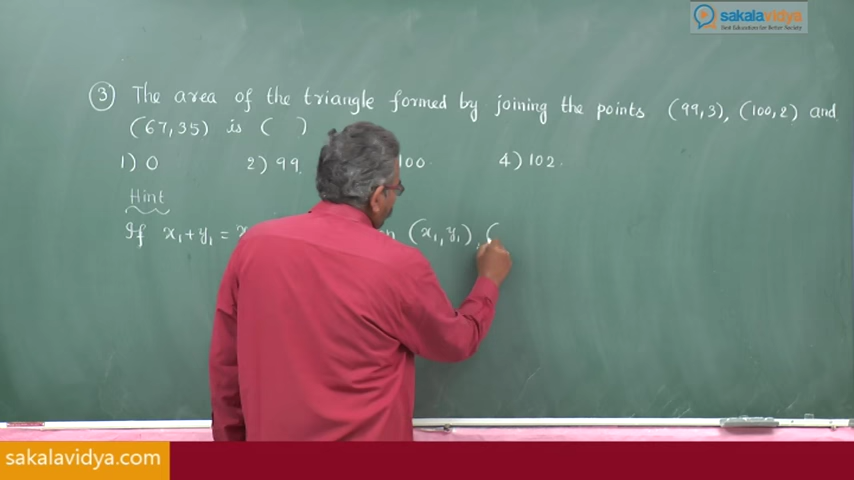 sakalavidya
Best Educators for Better Society
③ The area of the triangle formed by joining the points (99,3), (100,2) and
(67,35) is ( )
1) 0 2) 99. 100. 4) 102.
Hint
If x₁+y₁ = (x₁, y₁), (
sakalavidya.com